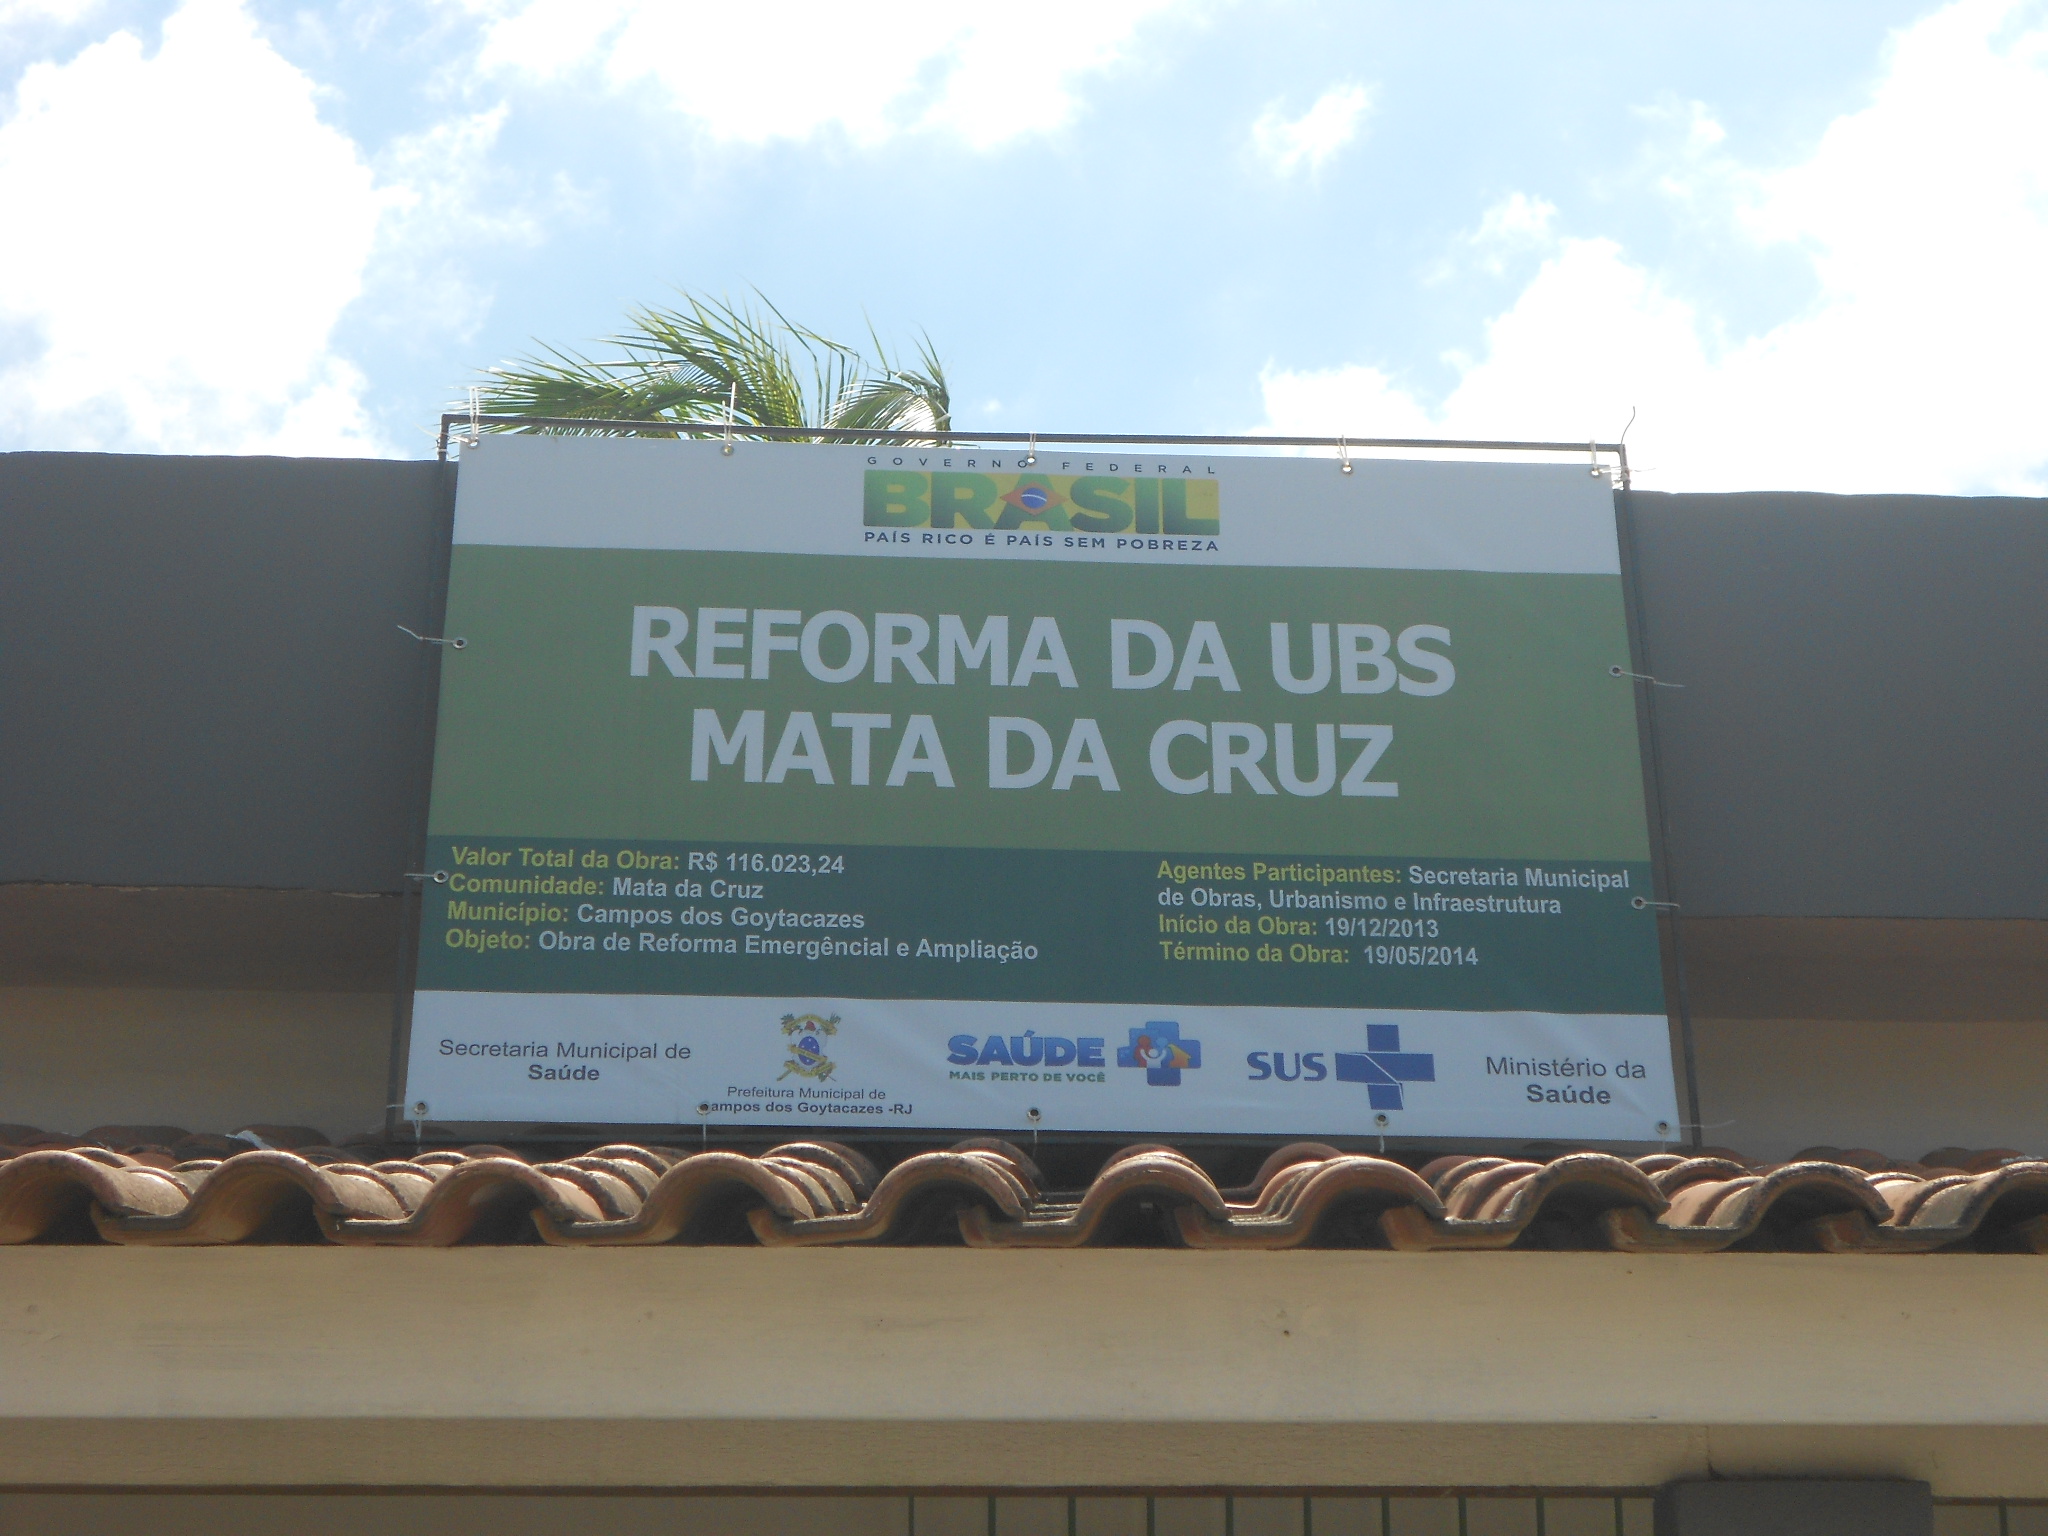 GOVERNO FEDERAL
BRASIL
PAÍS RICO É PAÍS SEM POBREZA
REFORMA DA UBS
MATA DA CRUZ
Valor Total da Obra: R$ 116.023,24
Comunidade: Mata da Cruz
Município: Campos dos Goytacazes
Objeto: Obra de Reforma Emergêncial e Ampliação
Agentes Participantes: Secretaria Municipal
de Obras, Urbanismo e Infraestrutura
Início da Obra: 19/12/2013
Término da Obra: 19/05/2014
Secretaria Municipal de
Saúde
Prefeitura Municipal de
Campos dos Goytacazes -RJ
SAÚDE
MAIS PERTO DE VOCÊ
SUS
Ministério da
Saúde